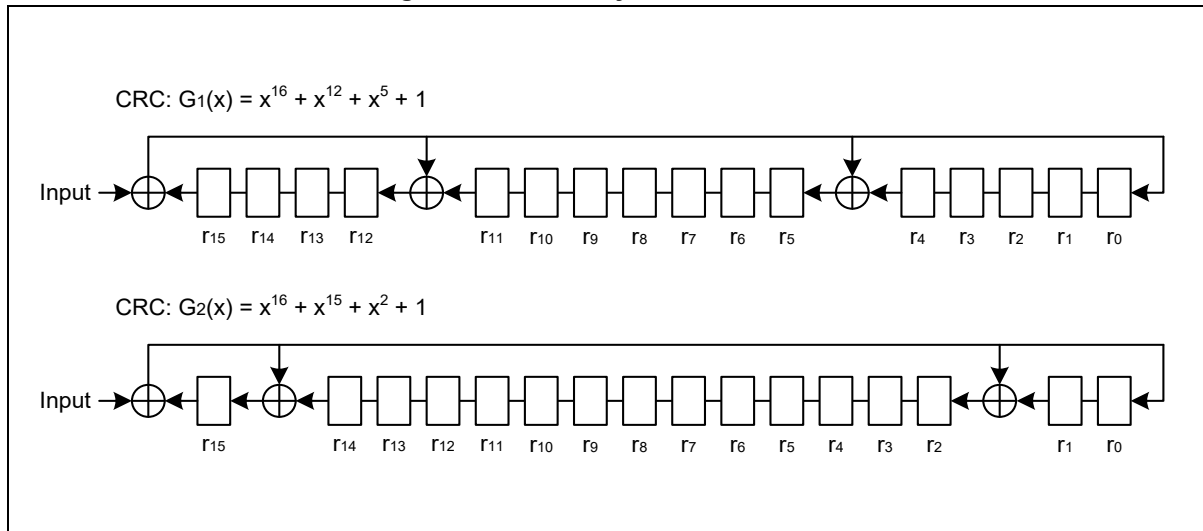 CRC: G1(x) = x16 + x12 + x5 + 1
Input
r15 r14 r13 r12 r11 r10 r9 r8 r7 r6 r5 r4 r3 r2 r1 r0
CRC: G2(x) = x16 + x15 + x2 + 1
Input
r15 r14 r13 r12 r11 r10 r9 r8 r7 r6 r5 r4 r3 r2 r1 r0